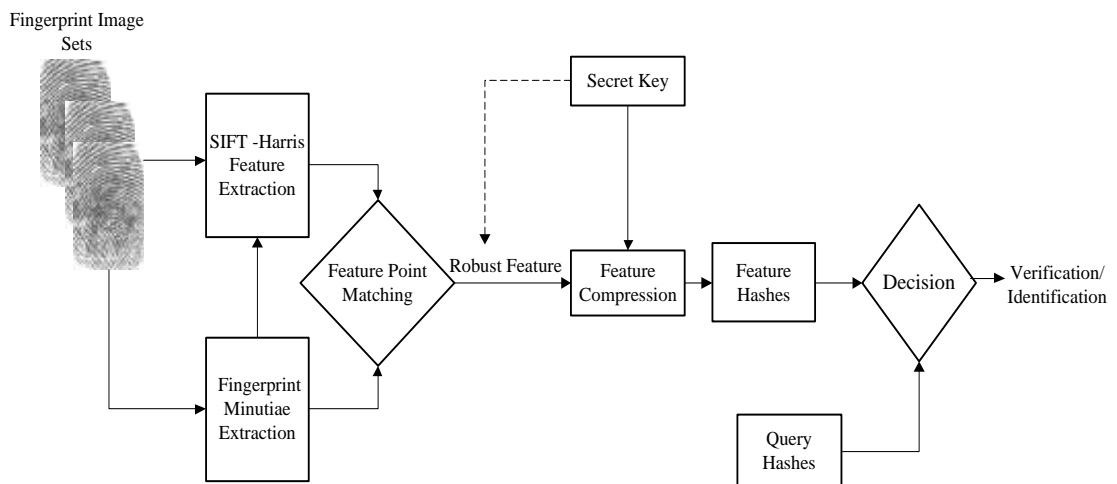 Fingerprint Image
Sets
Secret Key
SIFT -Harris
Feature
Extraction
Feature Point
Matching
Robust Feature
Feature
Compression
Feature
Hashes
Decision
Verification/
Identification
Fingerprint
Minutiae
Extraction
Query
Hashes